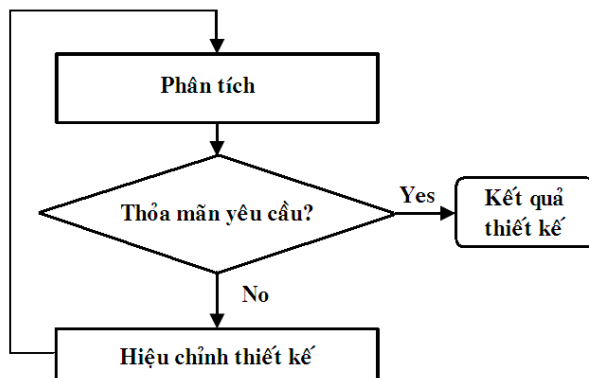 Phân tích
Thỏa mãn yêu cầu?
Yes
Kết quả
thiết kế
No
Hiệu chỉnh thiết kế